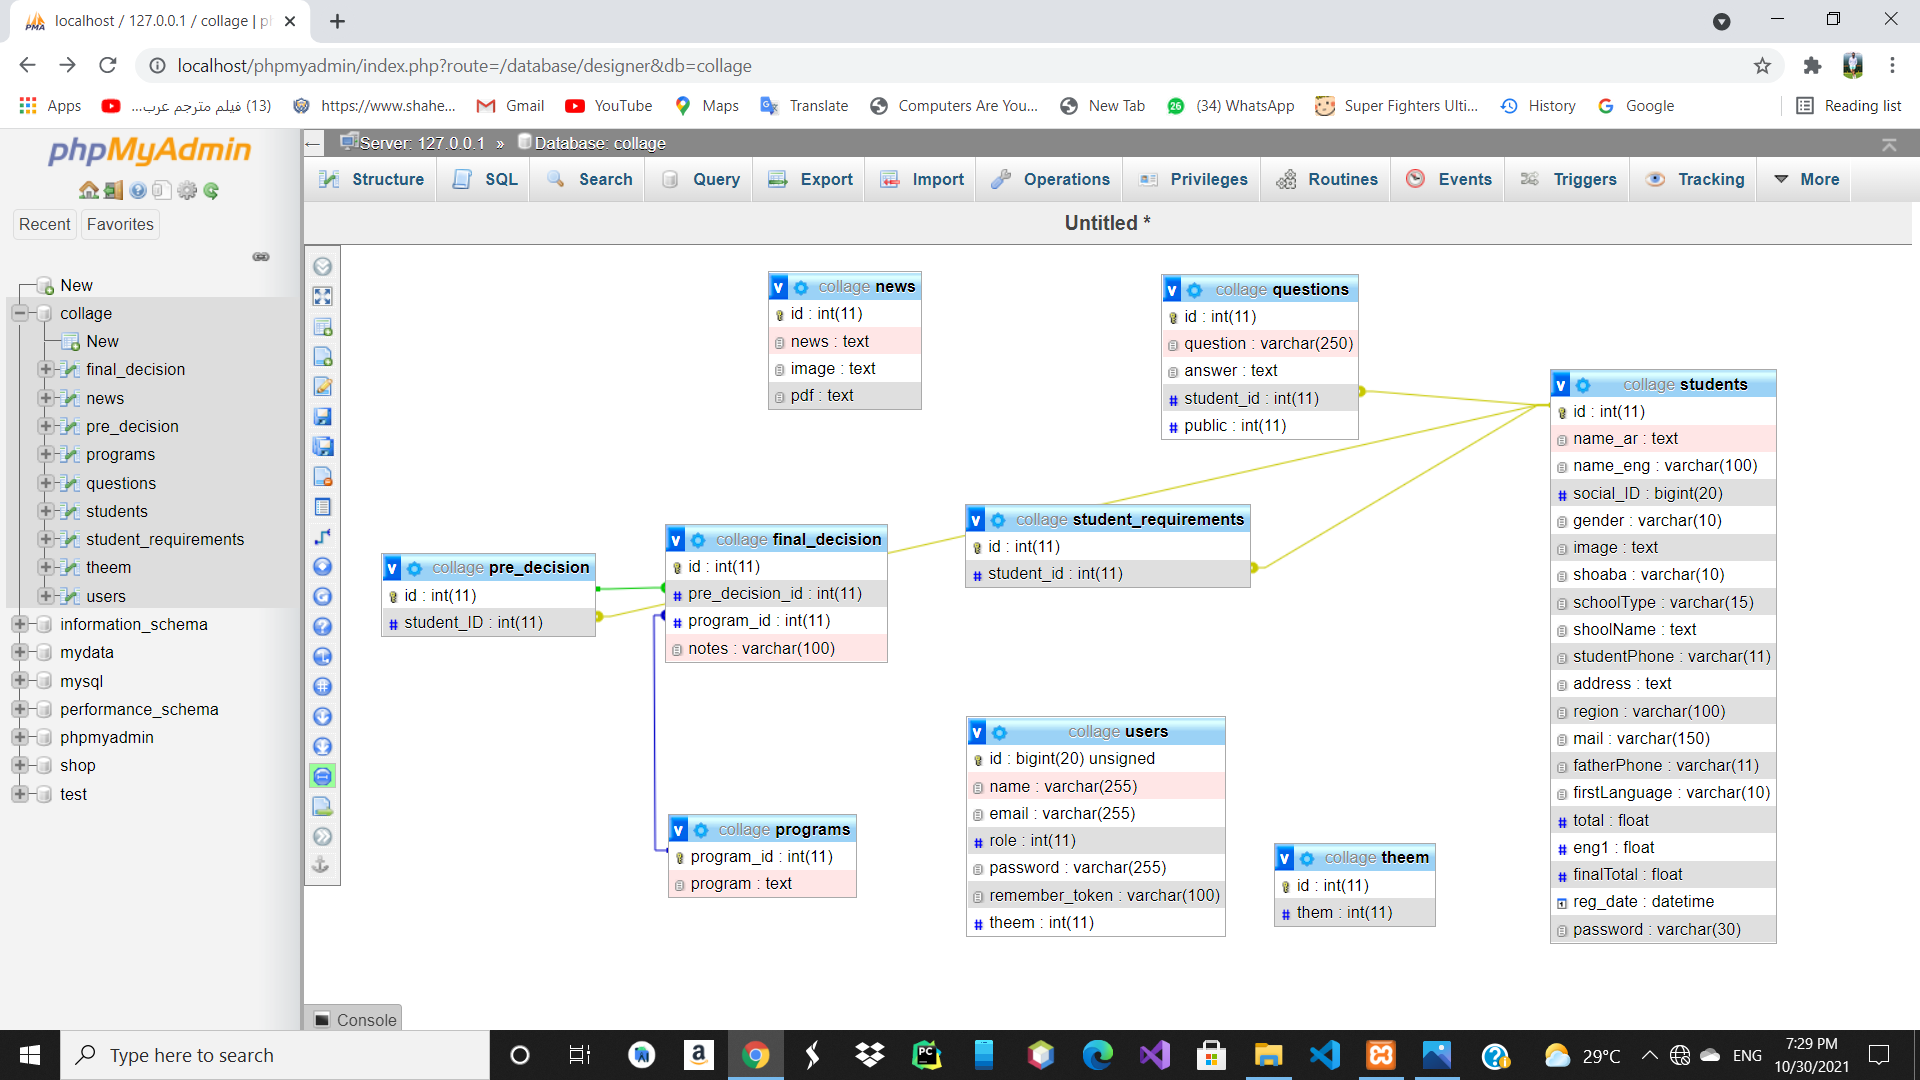 localhost / 127.0.0.1 / collage | ph
localhost/phpmyadmin/index.php?route=/database/designer&db=collage
Apps
(13) فيلم مترجم عرب...
https://www.shahe...
Gmail
YouTube
Maps
Translate
Computers Are You...
New Tab
(34) WhatsApp
Super Fighters Ulti...
History
Google
Reading list
phpMyAdmin
Recent
Favorites
New
collage
New
final_decision
news
pre_decision
programs
questions
students
student_requirements
theem
users
information_schema
mydata
mysql
performance_schema
phpmyadmin
shop
test
Server: 127.0.0.1 » Database: collage
Structure
SQL
Search
Query
Export
Import
Operations
Privileges
Routines
Events
Triggers
Tracking
More
Untitled *
v collage news
id : int(11)
news : text
image : text
pdf : text
v collage questions
id : int(11)
question : varchar(250)
answer : text
# student_id : int(11)
# public : int(11)
v collage students
id : int(11)
name_ar : text
name_eng : varchar(100)
# social_ID : bigint(20)
gender : varchar(10)
image : text
shoaba : varchar(10)
schoolType : varchar(15)
shoolName : text
studentPhone : varchar(11)
address : text
region : varchar(100)
mail : varchar(150)
fatherPhone : varchar(11)
firstLanguage : varchar(10)
# total : float
# eng1 : float
# finalTotal : float
reg_date : datetime
password : varchar(30)
v collage student_requirements
id : int(11)
# student_id : int(11)
v collage final_decision
id : int(11)
# pre_decision_id : int(11)
# program_id : int(11)
notes : varchar(100)
v collage pre_decision
id : int(11)
# student_ID : int(11)
v collage users
id : bigint(20) unsigned
name : varchar(255)
email : varchar(255)
# role : int(11)
password : varchar(255)
remember_token : varchar(100)
# theem : int(11)
v collage programs
program_id : int(11)
program : text
v collage theem
id : int(11)
# them : int(11)
Console
Type here to search
29°C
ENG
7:29 PM
10/30/2021